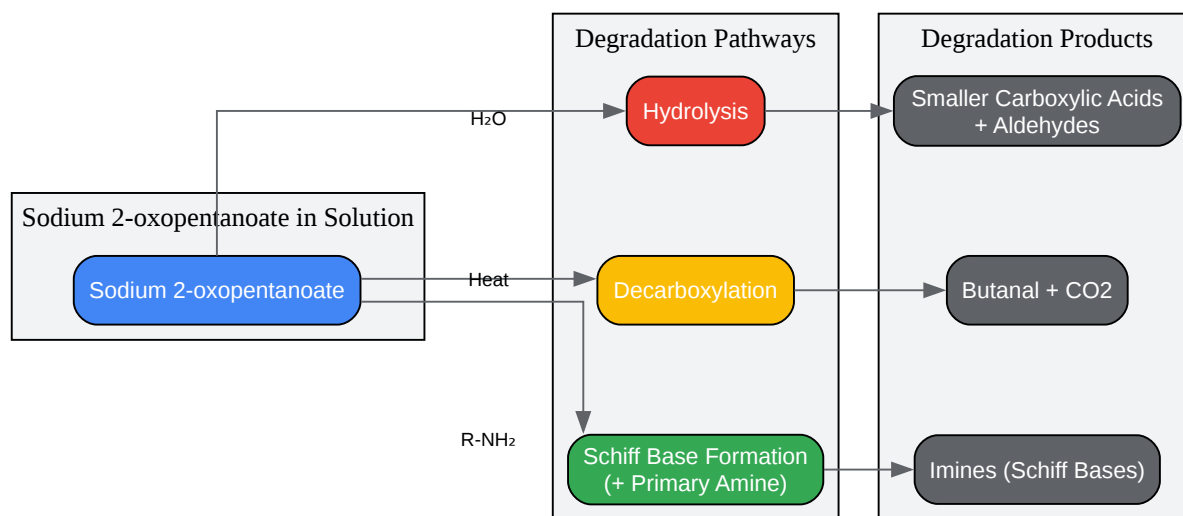 Degradation Pathways
Degradation Products
Hydrolysis
Smaller Carboxylic Acids
+ Aldehydes
H₂O
Sodium 2-oxopentanoate in Solution
Sodium 2-oxopentanoate
Heat
Decarboxylation
Butanal + CO2
R-NH₂
Schiff Base Formation
(+ Primary Amine)
Imines (Schiff Bases)